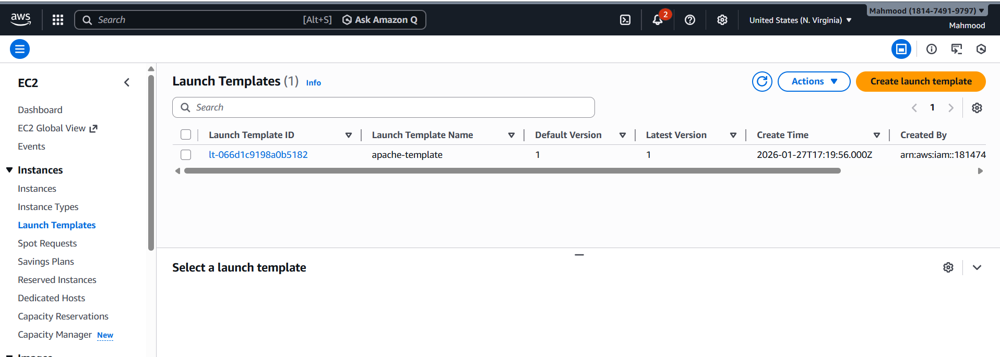 aws
Search [Alt+S] Ask Amazon Q
2
United States (N. Virginia)
Mahmood (1814-7491-9797)
Mahmood
EC2
Dashboard
EC2 Global View
Events
Instances
Instances
Instance Types
Launch Templates
Spot Requests
Savings Plans
Reserved Instances
Dedicated Hosts
Capacity Reservations
Capacity Manager New
Images
Launch Templates (1) Info
Actions
Create launch template
Search
1
Launch Template ID Launch Template Name Default Version Latest Version Create Time Created By
lt-066d1c9198a0b5182 apache-template 1 1 2026-01-27T17:19:56.000Z arn:aws:iam::181474
Select a launch template